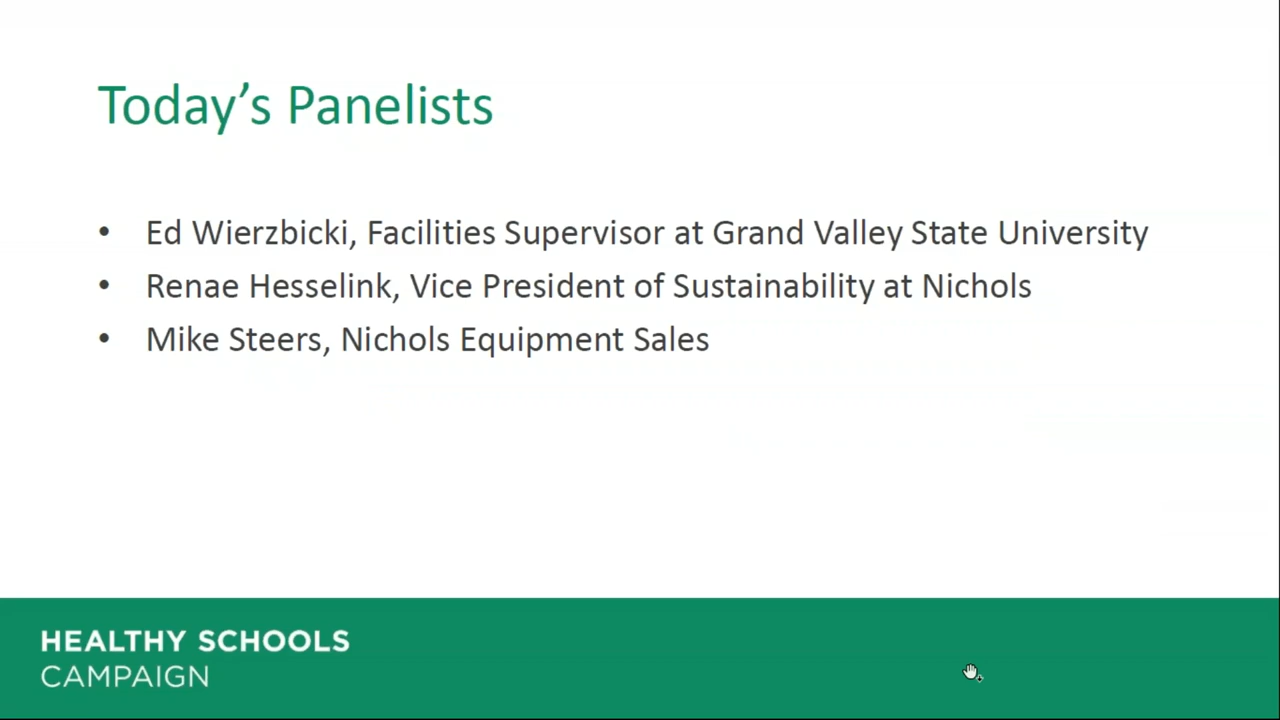 Today’s Panelists
• Ed Wierzbicki, Facilities Supervisor at Grand Valley State University
• Renae Hesselink, Vice President of Sustainability at Nichols
• Mike Steers, Nichols Equipment Sales
HEALTHY SCHOOLS
CAMPAIGN